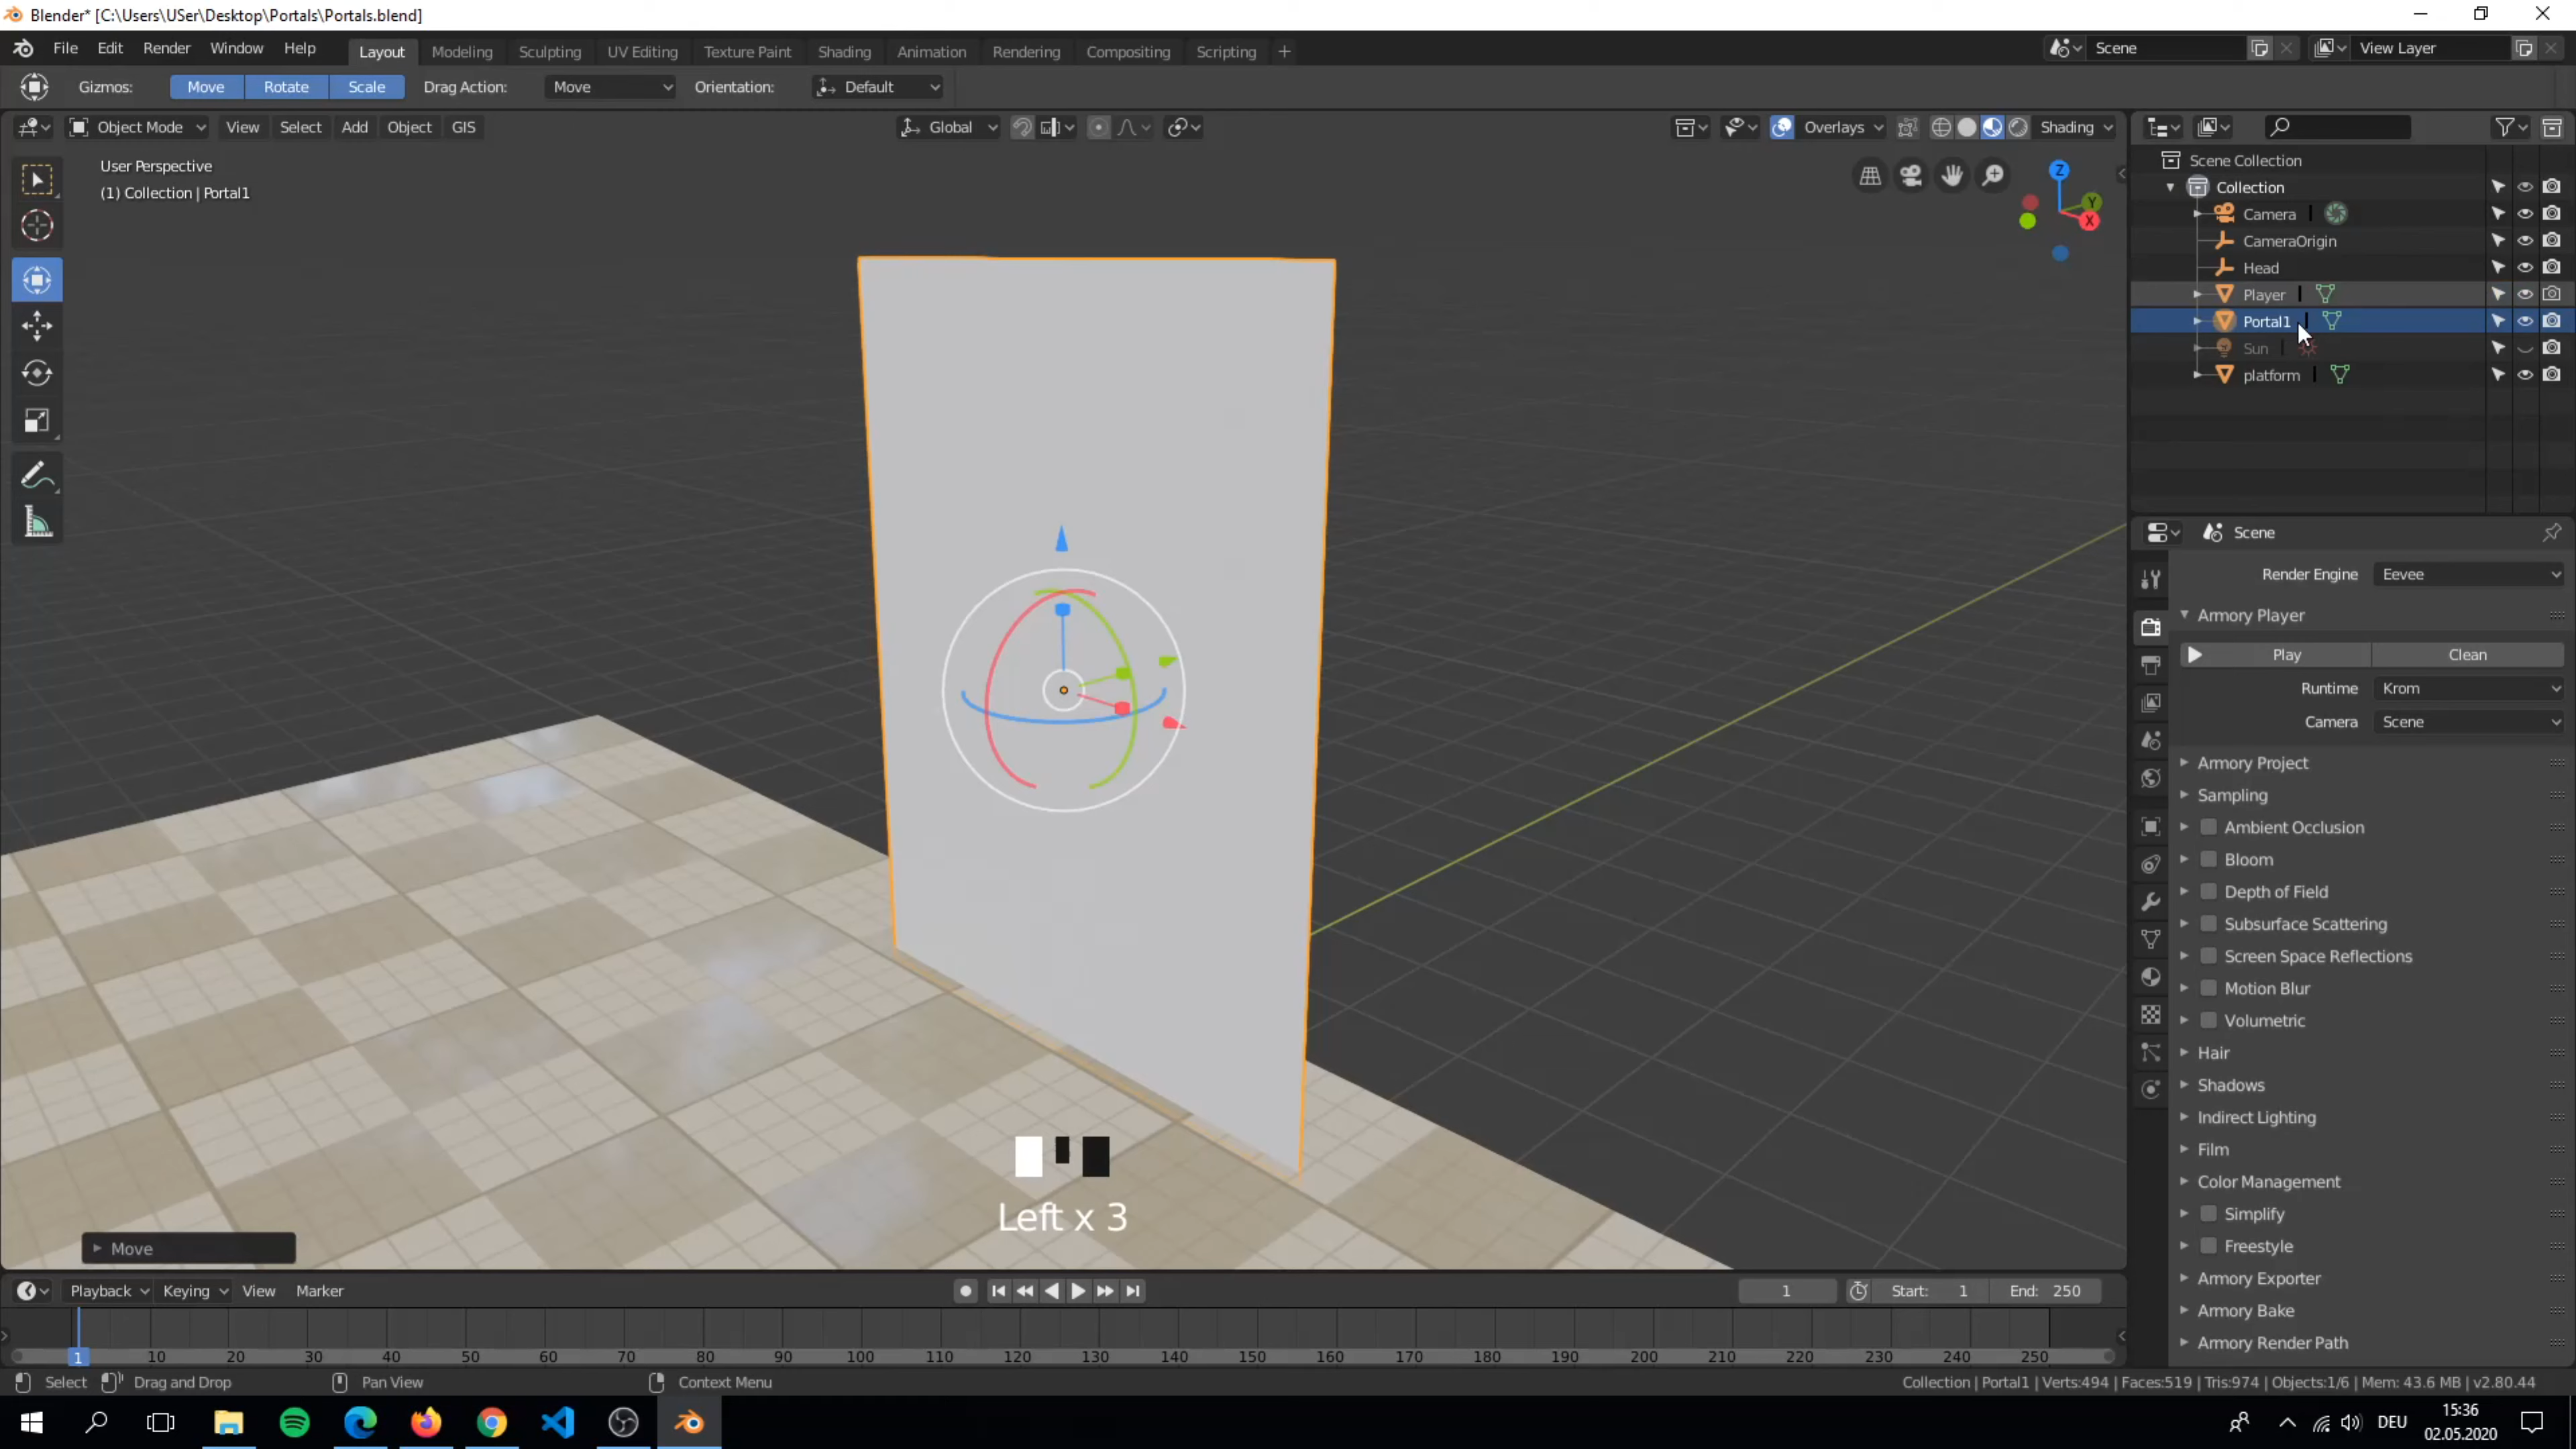 Blender* [C:\Users\USer\Desktop\Portals\Portals.blend]
File Edit Render Window Help Layout Modeling Sculpting UV Editing Texture Paint Shading Animation Rendering Compositing Scripting + Scene View Layer
Gizmos: Move Rotate Scale Drag Action: Move Orientation: Default
Object Mode View Select Add Object GIS Global Overlays Shading
User Perspective
(1) Collection | Portal1
Z
Y
X
Scene Collection
Collection
Camera
CameraOrigin
Head
Player
Portal1
Sun
platform
Scene
Render Engine Eevee
Armory Player
Play Clean
Runtime Krom
Camera Scene
Armory Project
Sampling
Ambient Occlusion
Bloom
Depth of Field
Subsurface Scattering
Screen Space Reflections
Motion Blur
Volumetric
Hair
Shadows
Indirect Lighting
Film
Color Management
Simplify
Freestyle
Armory Exporter
Armory Bake
Armory Render Path
Left x 3
Move
Playback Keying View Marker 1 Start: 1 End: 250
1 10 20 30 40 50 60 70 80 90 100 110 120 130 140 150 160 170 180 190 200 210 220 230 240 250
Select Drag and Drop Pan View Context Menu Collection | Portal1 | Verts:494 | Faces:519 | Tris:974 | Objects:1/6 | Mem: 43.6 MB | v2.80.44
DEU
15:36
02.05.2020